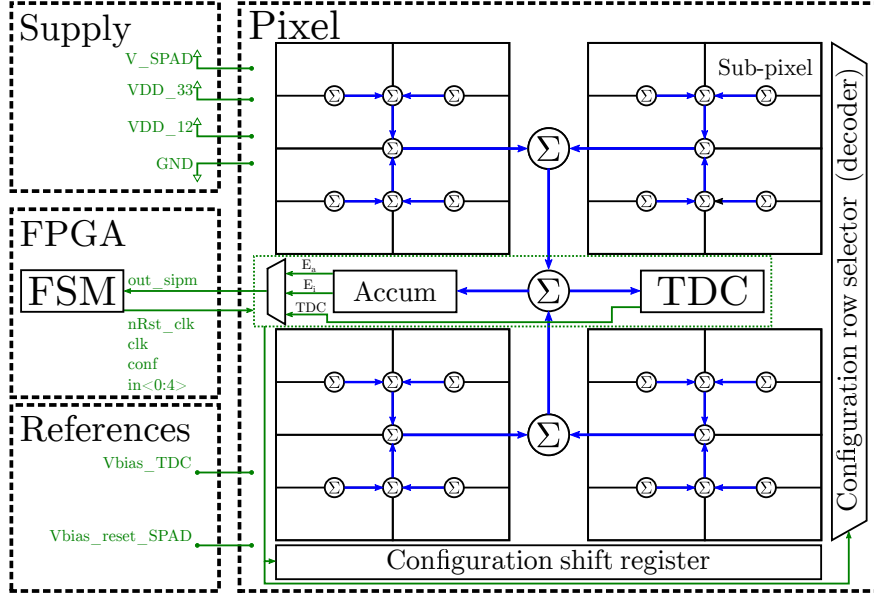 Supply
V_SPAD
VDD_33
VDD_12
GND
FPGA
FSM
out_sipm
nRst_clk
clk
conf
in<0:4>
References
Vbias_TDC
Vbias_reset_SPAD
Pixel
Σ Σ Σ
Σ
Σ Σ Σ
Sub-pixel
Σ Σ Σ
Σ
Σ Σ Σ
Σ
E_a
E_i
TDC
Accum
Σ
TDC
Σ Σ Σ
Σ
Σ Σ Σ
Σ
Σ Σ Σ
Σ
Σ Σ Σ
Configuration shift register
Configuration row selector (decoder)